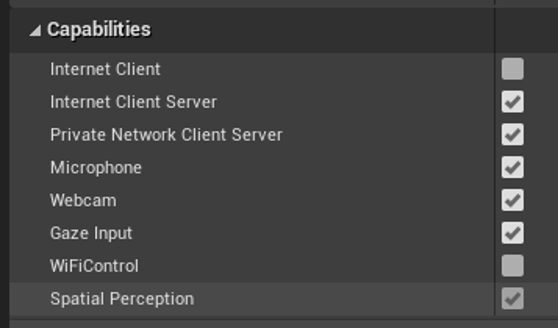 Capabilities
Internet Client
Internet Client Server
Private Network Client Server
Microphone
Webcam
Gaze Input
WiFiControl
Spatial Perception